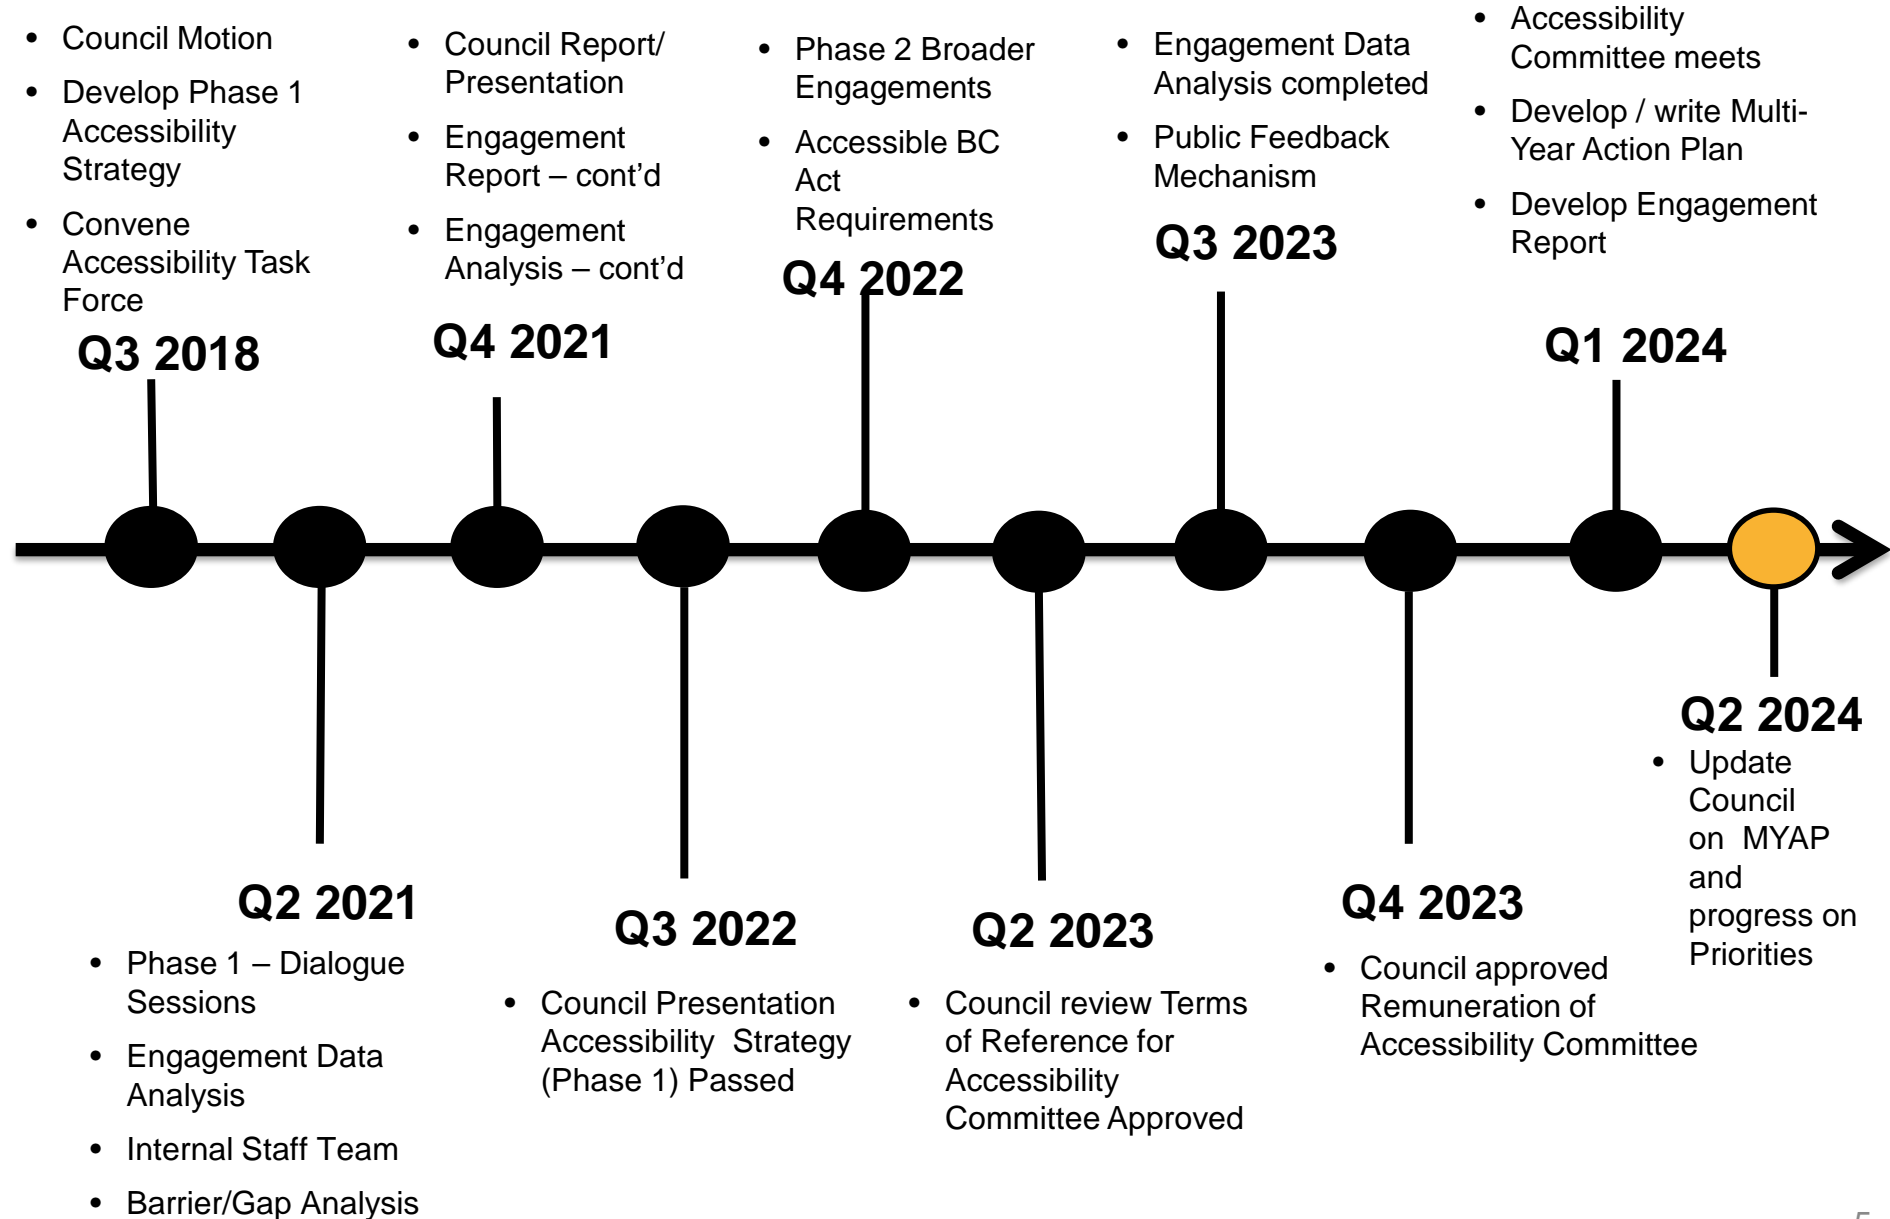 • Council Motion
• Develop Phase 1
Accessibility
Strategy
• Convene
Accessibility Task
Force
Q3 2018
• Council Report/
Presentation
• Engagement
Report – cont’d
• Engagement
Analysis – cont’d
Q4 2021
• Phase 2 Broader
Engagements
• Accessible BC
Act
Requirements
Q4 2022
• Engagement Data
Analysis completed
• Public Feedback
Mechanism
Q3 2023
• Accessibility
Committee meets
• Develop / write Multi-
Year Action Plan
• Develop Engagement
Report
Q1 2024
Q2 2021
• Phase 1 – Dialogue
Sessions
• Engagement Data
Analysis
• Internal Staff Team
• Barrier/Gap Analysis
Q3 2022
• Council Presentation
Accessibility Strategy
(Phase 1) Passed
Q2 2023
• Council review Terms
of Reference for
Accessibility
Committee Approved
Q4 2023
• Council approved
Remuneration of
Accessibility Committee
Q2 2024
• Update
Council
on MYAP
and
progress on
Priorities